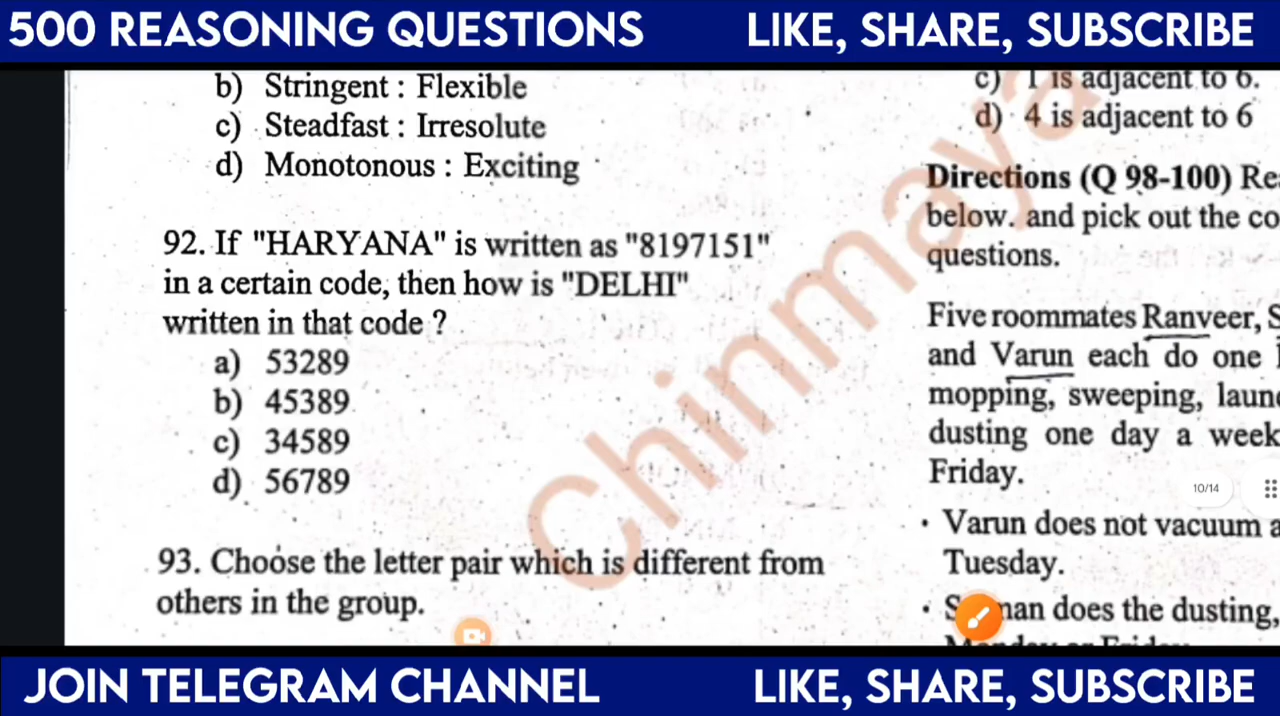 500 REASONING QUESTIONS
LIKE, SHARE, SUBSCRIBE
b) Stringent : Flexible
c) Steadfast : Irresolute
d) Monotonous : Exciting
92. If "HARYANA" is written as "8197151"
in a certain code, then how is "DELHI"
written in that code ?
a) 53289
b) 45389
c) 34589
d) 56789
93. Choose the letter pair which is different from
others in the group.
c) 1 is adjacent to 6.
d) 4 is adjacent to 6
Directions (Q 98-100)
below. and pick out the
questions.
Five roommates Ranveer,
and Varun each do one
mopping, sweeping,
dusting one day a week
Friday.
• Varun does not vacuum
Tuesday.
• does the dusting,
Chinmaya
10/14
JOIN TELEGRAM CHANNEL
LIKE, SHARE, SUBSCRIBE